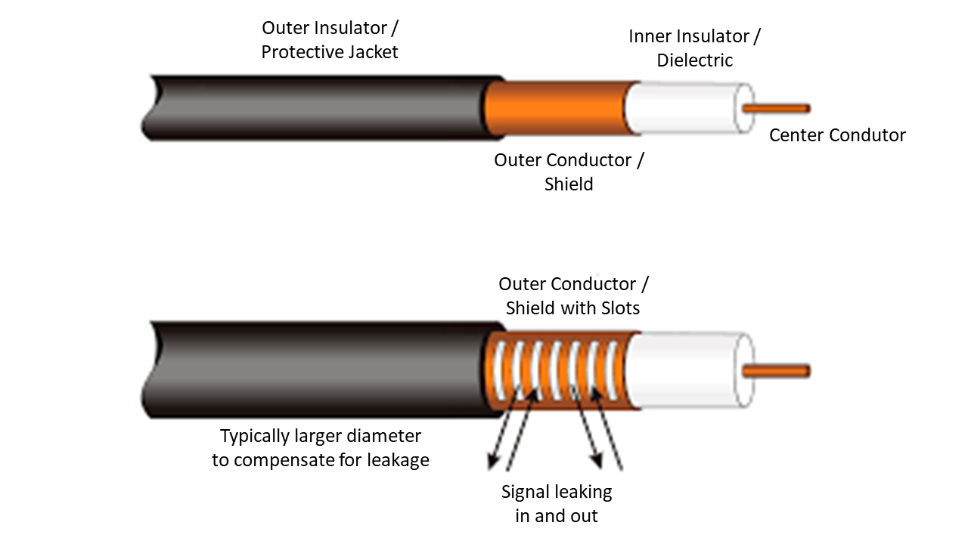 Outer Insulator /
Protective Jacket
Inner Insulator /
Dielectric
Center Condutor
Outer Conductor /
Shield
Outer Conductor /
Shield with Slots
Typically larger diameter
to compensate for leakage
Signal leaking
in and out